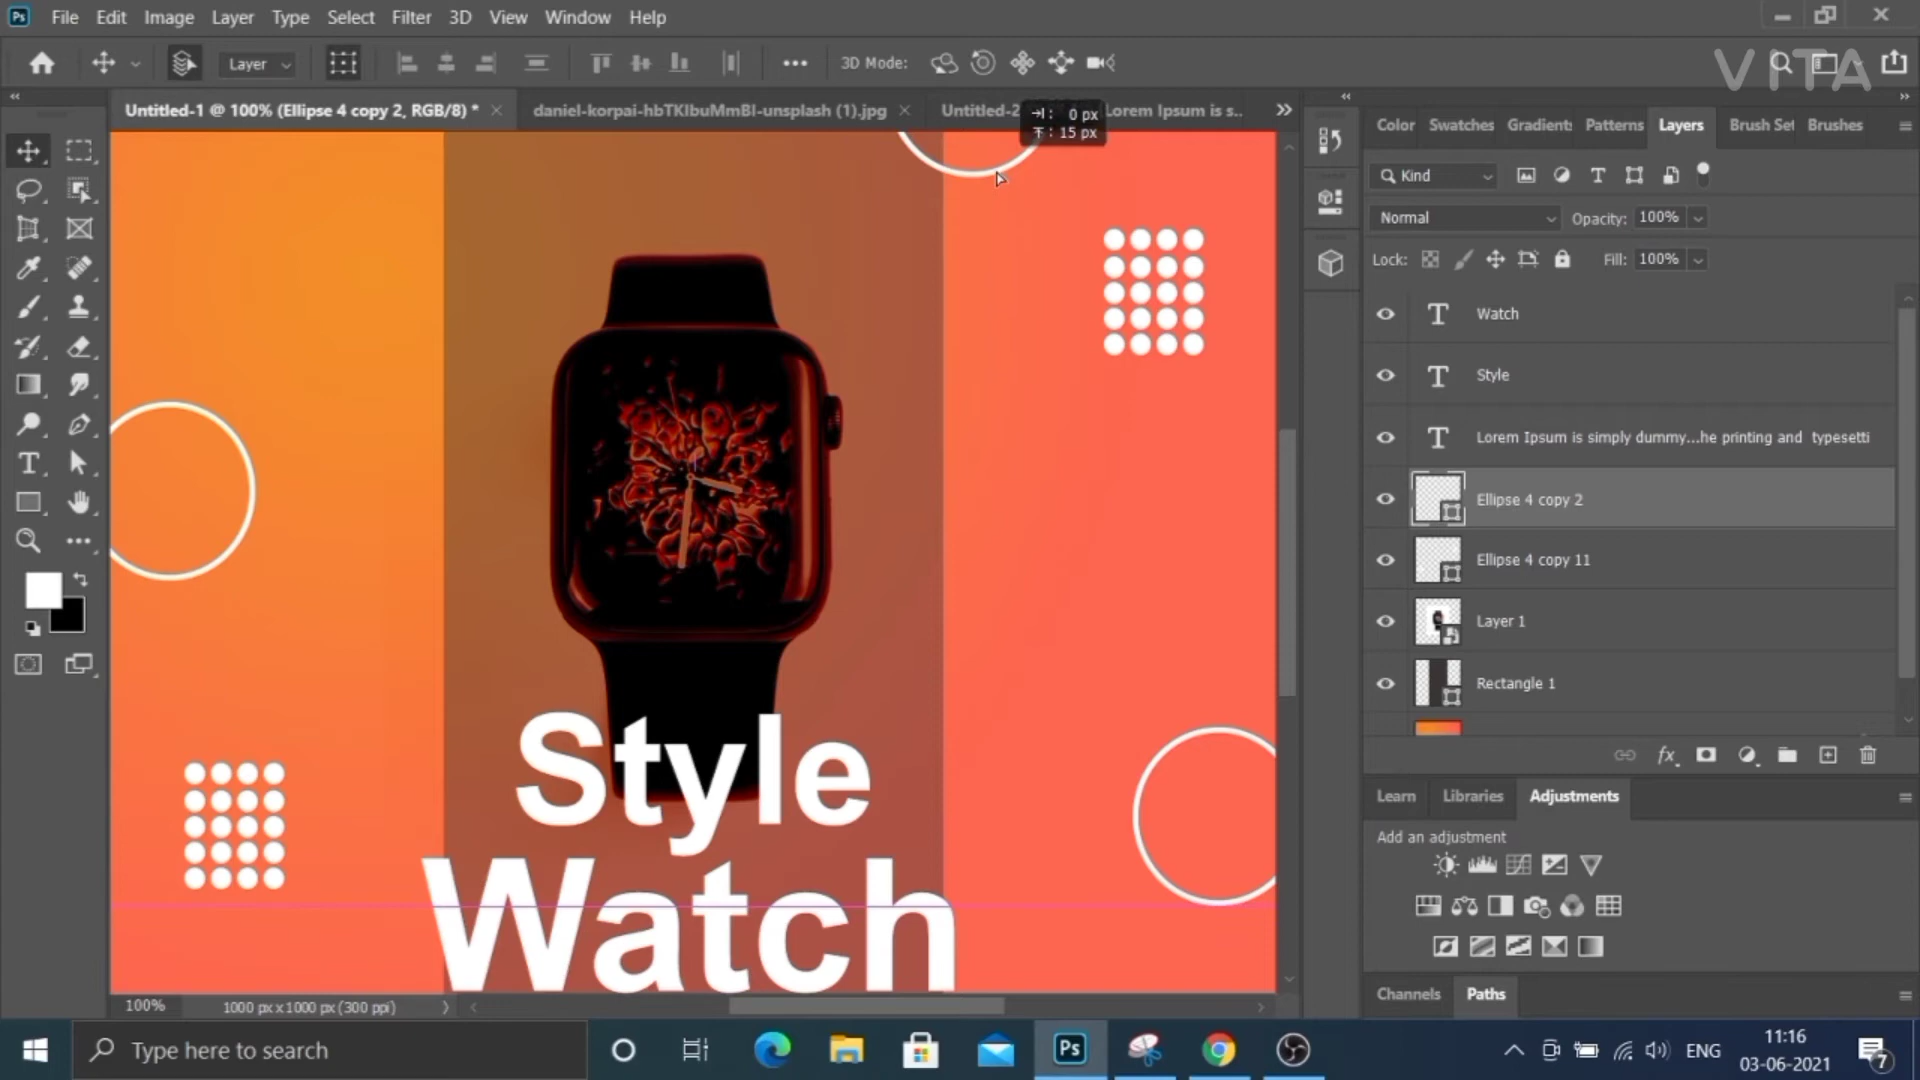 Ps File Edit Image Layer Type Select Filter 3D View Window Help
Layer 3D Mode:
VITA
Untitled-1 @ 100% (Ellipse 4 copy 2, RGB/8) * daniel-korpai-hbTKIbuMmBI-unsplash (1).jpg Untitled-2 Lorem Ipsum is s..
0 px
15 px
Color Swatches Gradients Patterns Layers Brush Set Brushes
Kind
Normal Opacity: 100%
Lock: Fill: 100%
Watch
Style
Lorem Ipsum is simply dummy...he printing and typesetti
Ellipse 4 copy 2
Ellipse 4 copy 11
Layer 1
Rectangle 1
fx
Learn Libraries Adjustments
Add an adjustment
Channels Paths
Style
Watch
100% 1000 px x 1000 px (300 ppi)
Type here to search
Ps
ENG
11:16
03-06-2021
7